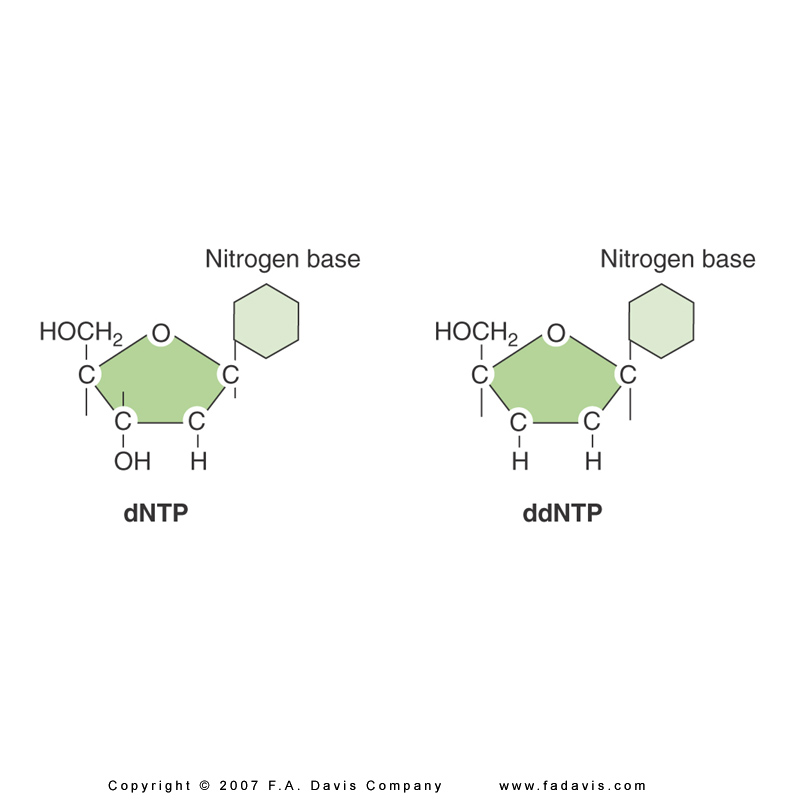 Nitrogen base Nitrogen base
HOCH2 O HOCH2 O
C C C C
C C C C
OH H H H
dNTP ddNTP
Copyright © 2007 F.A. Davis Company www.fadavis.com